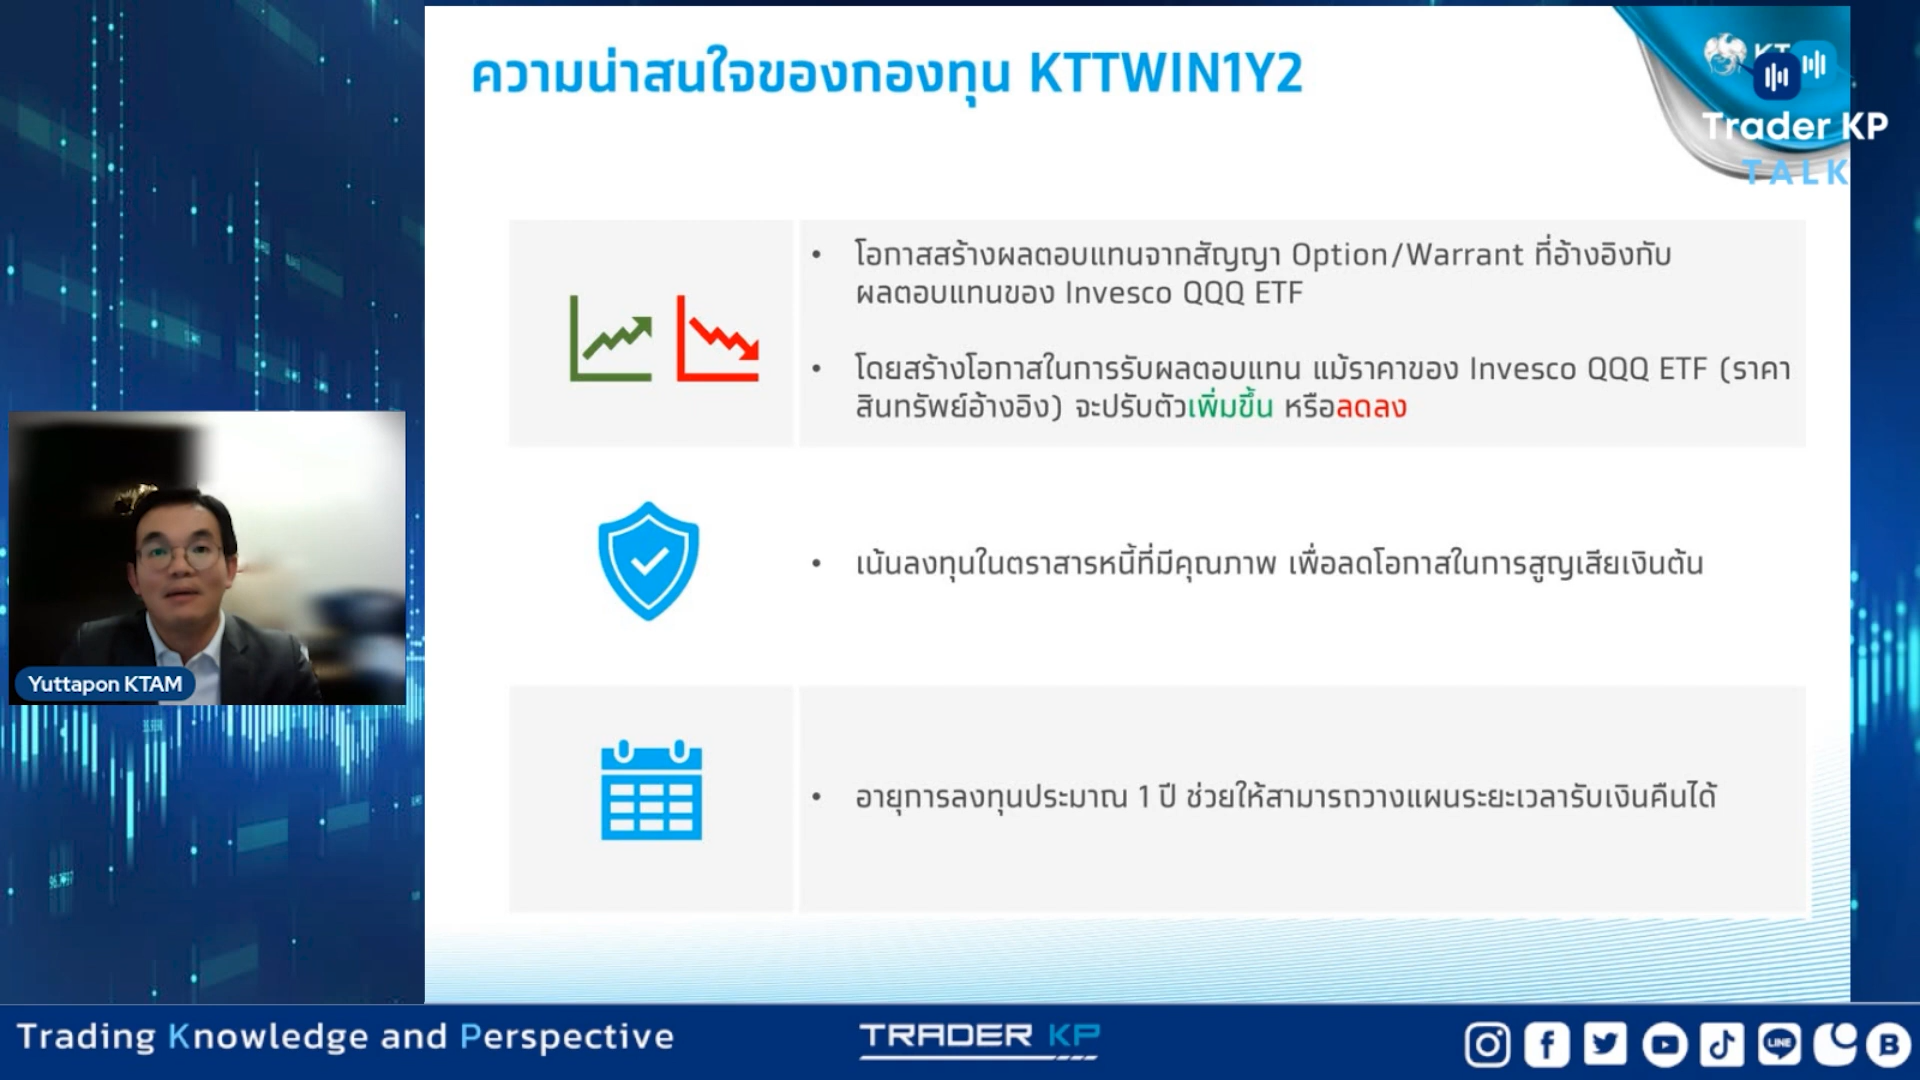 ความน่าสนใจของกองทุน KTTWIN1Y2
KT
Trader KP
TALK
• โอกาสสร้างผลตอบแทนจากสัญญา Option/Warrant ที่อ้างอิงกับ
ผลตอบแทนของ Invesco QQQ ETF
• โดยสร้างโอกาสในการรับผลตอบแทน แม้ราคาของ Invesco QQQ ETF (ราคา
สินทรัพย์อ้างอิง) จะปรับตัวเพิ่มขึ้น หรือลดลง
• เน้นลงทุนในตราสารหนี้ที่มีคุณภาพ เพื่อลดโอกาสในการสูญเสียเงินต้น
Yuttapon KTAM
• อายุการลงทุนประมาณ 1 ปี ช่วยให้สามารถวางแผนระยะเวลารับเงินคืนได้
Trading Knowledge and Perspective
TRADER KP
LINE
B